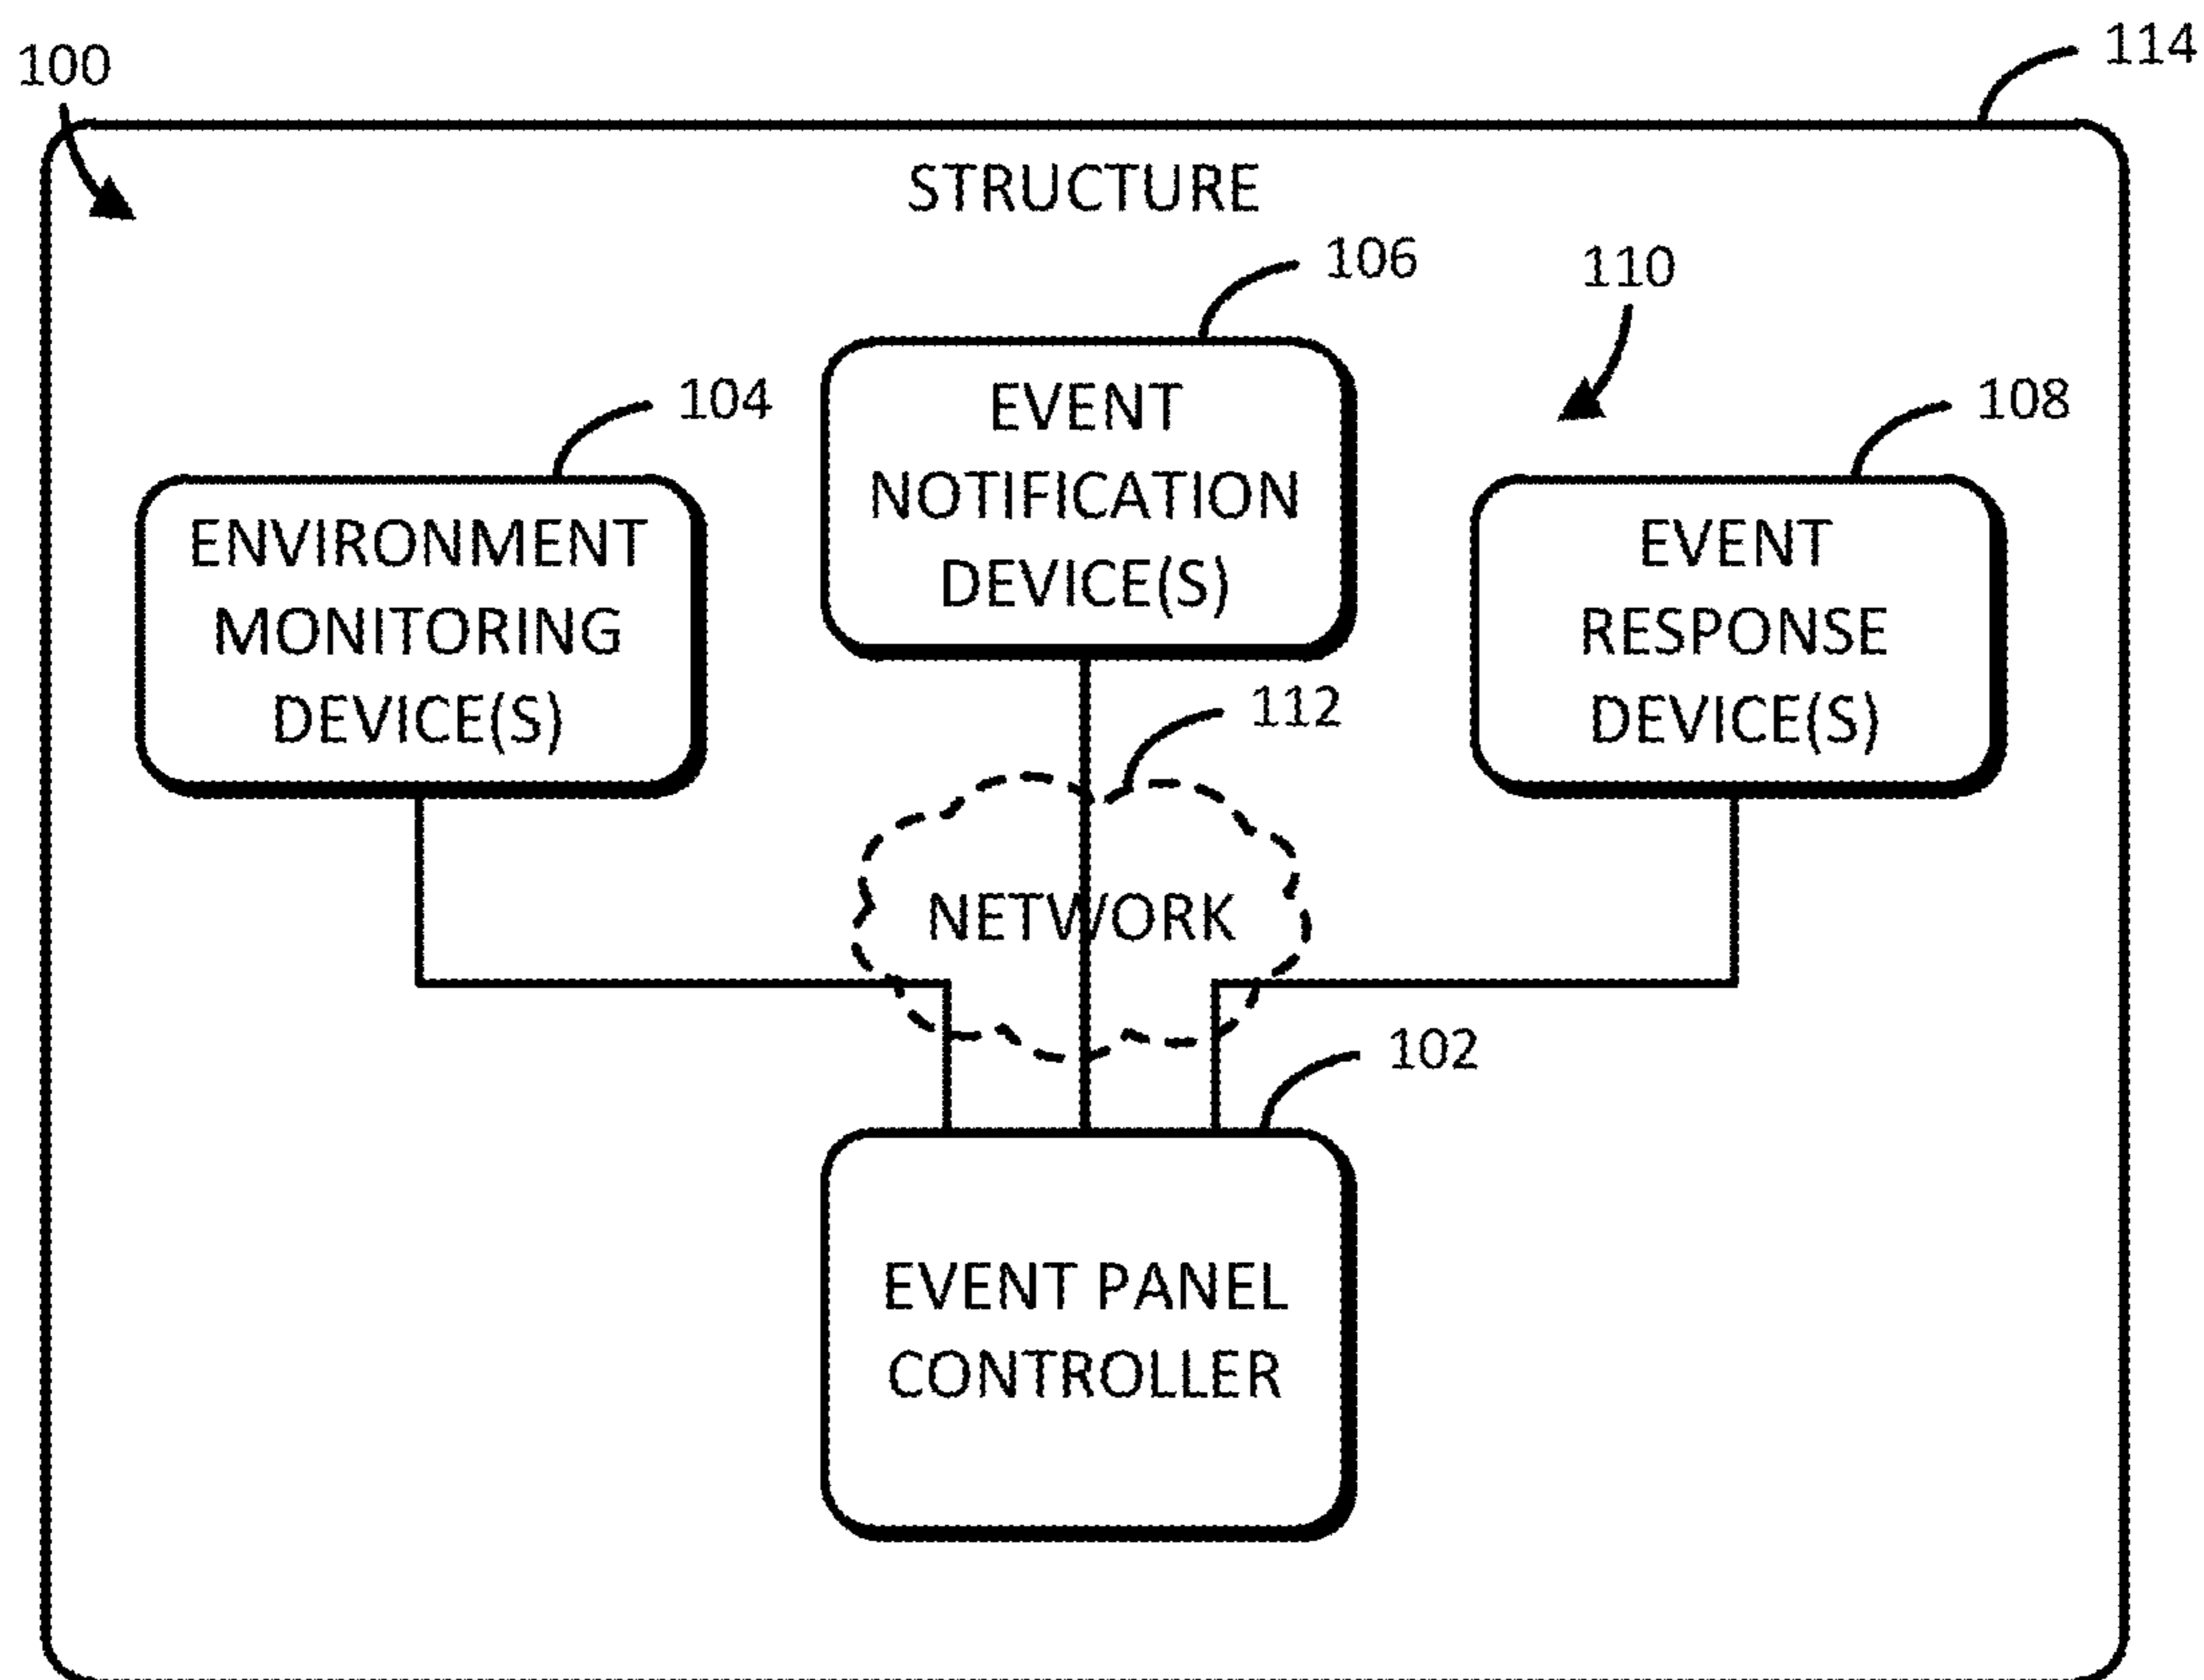 114
100
STRUCTURE
106
110
104
108
EVENT
NOTIFICATION
DEVICE(S)
ENVIRONMENT
MONITORING
DEVICE(S)
EVENT
RESPONSE
DEVICE(S)
112
NETWORK
102
EVENT PANEL
CONTROLLER